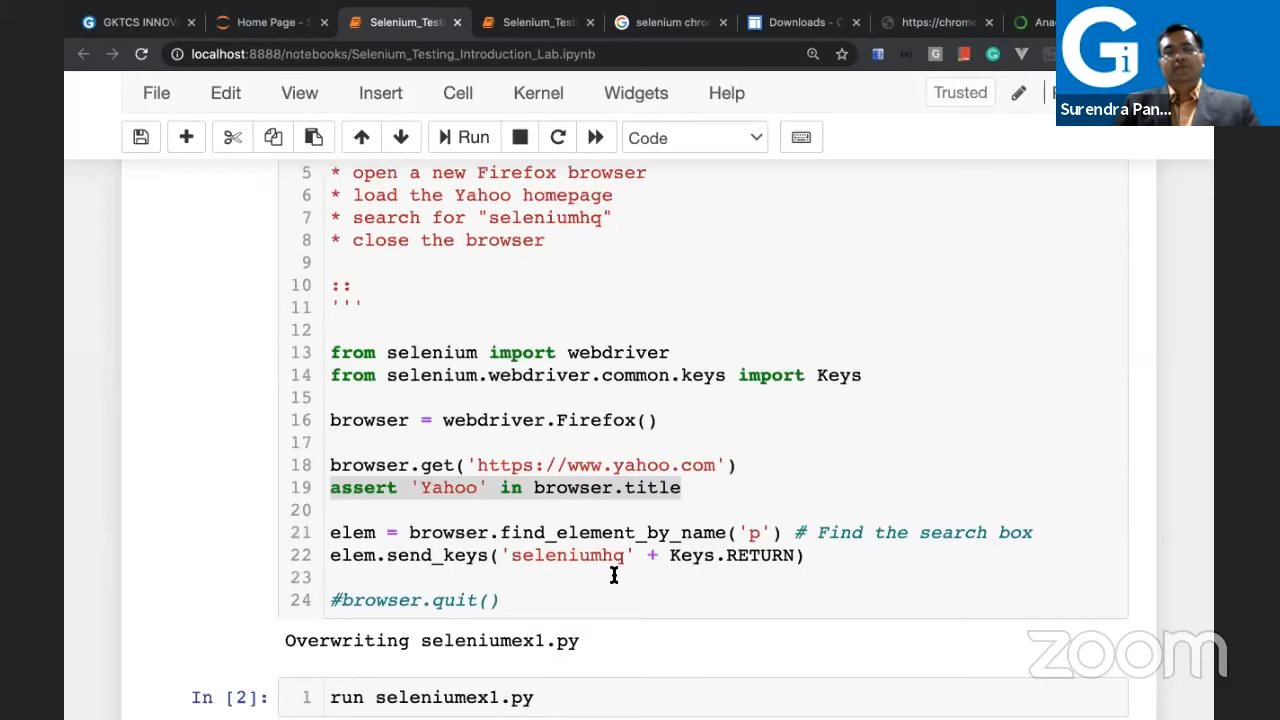 GKTCS INNOV
Home Page - S
Selenium_Test
Selenium_Test
selenium chro
Downloads - C
https://chrome
Ana
localhost:8888/notebooks/Selenium_Testing_Introduction_Lab.ipynb
Gi
Surendra Pan...
File Edit View Insert Cell Kernel Widgets Help Trusted
Run Code
5 * open a new Firefox browser
6 * load the Yahoo homepage
7 * search for "seleniumhq"
8 * close the browser
9
10 ::
11 '''
12
13 from selenium import webdriver
14 from selenium.webdriver.common.keys import Keys
15
16 browser = webdriver.Firefox()
17
18 browser.get('https://www.yahoo.com')
19 assert 'Yahoo' in browser.title
20
21 elem = browser.find_element_by_name('p') # Find the search box
22 elem.send_keys('seleniumhq' + Keys.RETURN)
23
24 #browser.quit()
Overwriting seleniumex1.py
zoom
In [2]: 1 run seleniumex1.py